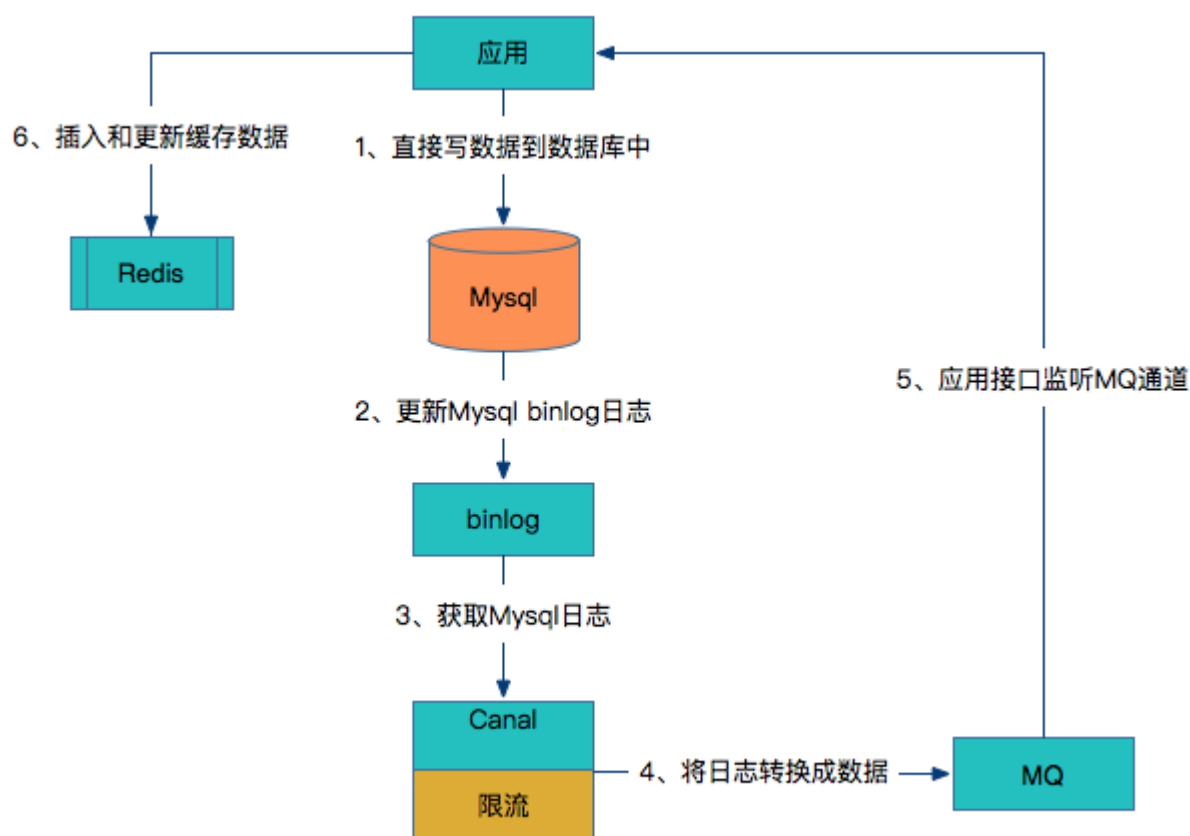 应用
6、插入和更新缓存数据
1、直接写数据到数据库中
Redis
Mysql
5、应用接口监听MQ通道
2、更新Mysql binlog日志
binlog
3、获取Mysql日志
Canal
4、将日志转换成数据
MQ
限流